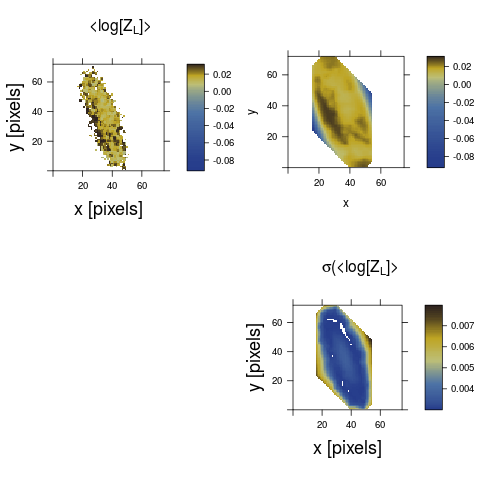 <log[Z_L]>
60
40
20
y [pixels]
20 40 60
x [pixels]
0.02
0.00
-0.02
-0.04
-0.06
-0.08
60
40
20
y
20 40 60
x
0.02
0.00
-0.02
-0.04
-0.06
-0.08
σ(<log[Z_L]>
60
40
20
y [pixels]
20 40 60
x [pixels]
0.007
0.006
0.005
0.004